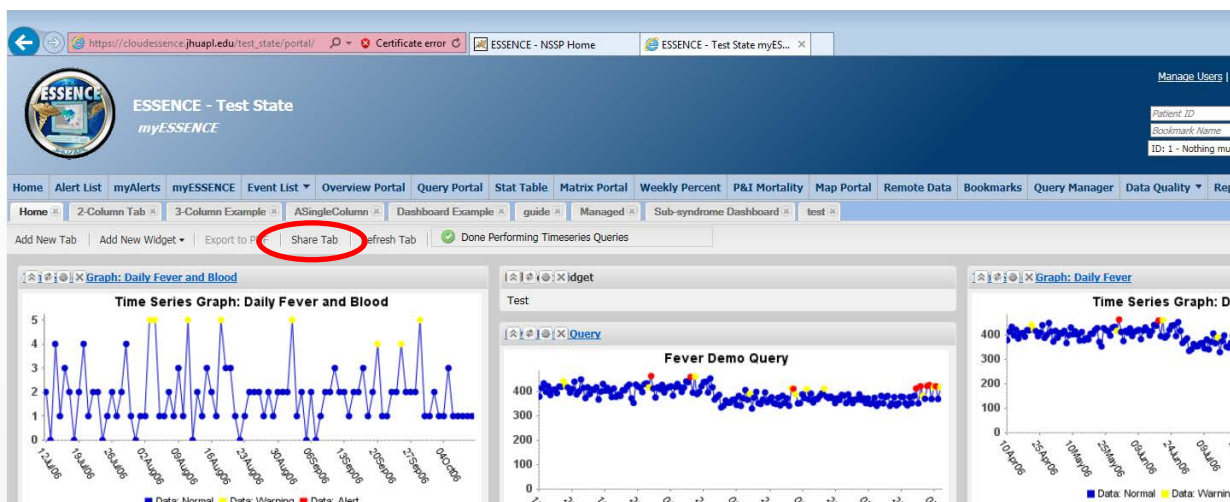 https://cloudessence.jhuapl.edu/test_state/portal/ Certificate error ESSENCE - NSSP Home ESSENCE - Test State myES...
Manage Users |
ESSENCE
ESSENCE - Test State
myESSENCE
Patient ID
Bookmark Name
ID: 1 - Nothing mu
Home Alert List myAlerts myESSENCE Event List Overview Portal Query Portal Stat Table Matrix Portal Weekly Percent P&I Mortality Map Portal Remote Data Bookmarks Query Manager Data Quality Rep
Home 2-Column Tab 3-Column Example ASingleColumn Dashboard Example guide Managed Sub-syndrome Dashboard test
Add New Tab Add New Widget Export to PDF Share Tab Refresh Tab Done Performing Timeseries Queries
Graph: Daily Fever and Blood
Time Series Graph: Daily Fever and Blood
5
4
3
2
1
0
12Jul06 19Jul06 26Jul06 02Aug06 09Aug06 16Aug06 23Aug06 30Aug06 06Sep06 13Sep06 20Sep06 27Sep06 04Oct06
Data: Normal Data: Warning Data: Alert
idget
Test
Query
Fever Demo Query
400
300
200
100
0
Graph: Daily Fever
Time Series Graph: D
400
300
200
100
0
10Apr06 25Apr06 10May06 25May06 09Jun06 24Jun06 09Jul06
Data: Normal Data: Warnin